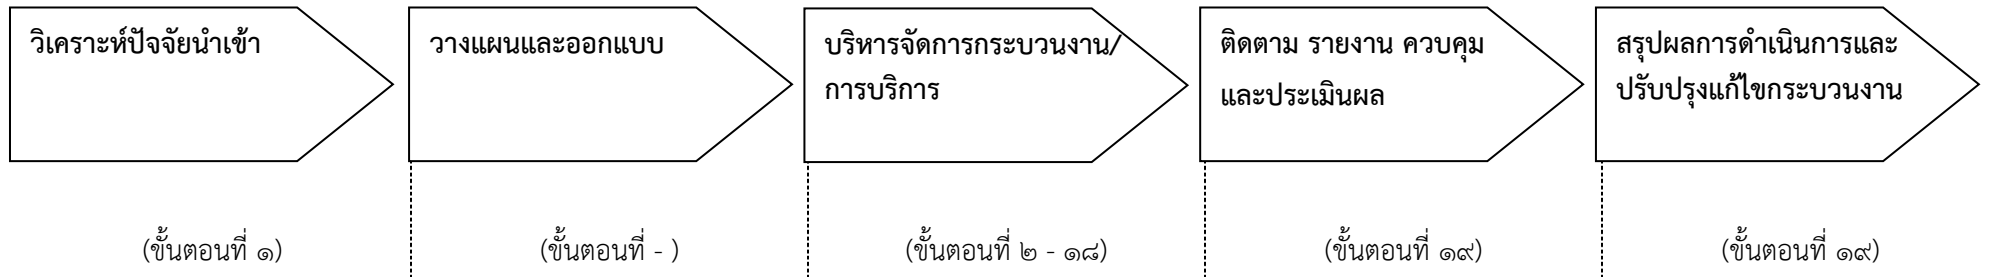 วิเคราะห์ปัจจัยนำเข้า
วางแผนและออกแบบ
บริหารจัดการกระบวนงาน/
การบริการ
ติดตาม รายงาน ควบคุม
และประเมินผล
สรุปผลการดำเนินการและ
ปรับปรุงแก้ไขกระบวนงาน
(ขั้นตอนที่ ๑)
(ขั้นตอนที่ - )
(ขั้นตอนที่ ๒ - ๑๘)
(ขั้นตอนที่ ๑๙)
(ขั้นตอนที่ ๑๙)